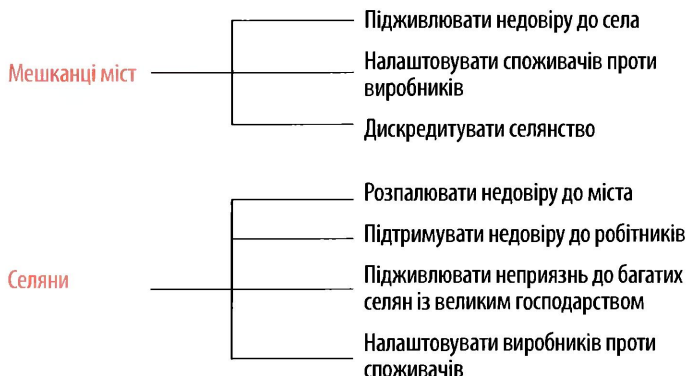 Підживлювати недовіру до села
Мешканці міст
Налаштовувати споживачів проти
виробників
Дискредитувати селянство
Розпалювати недовіру до міста
Підтримувати недовіру до робітників
Селяни
Підживлювати неприязнь до багатих
селян із великим господарством
Налаштовувати виробників проти
споживачів